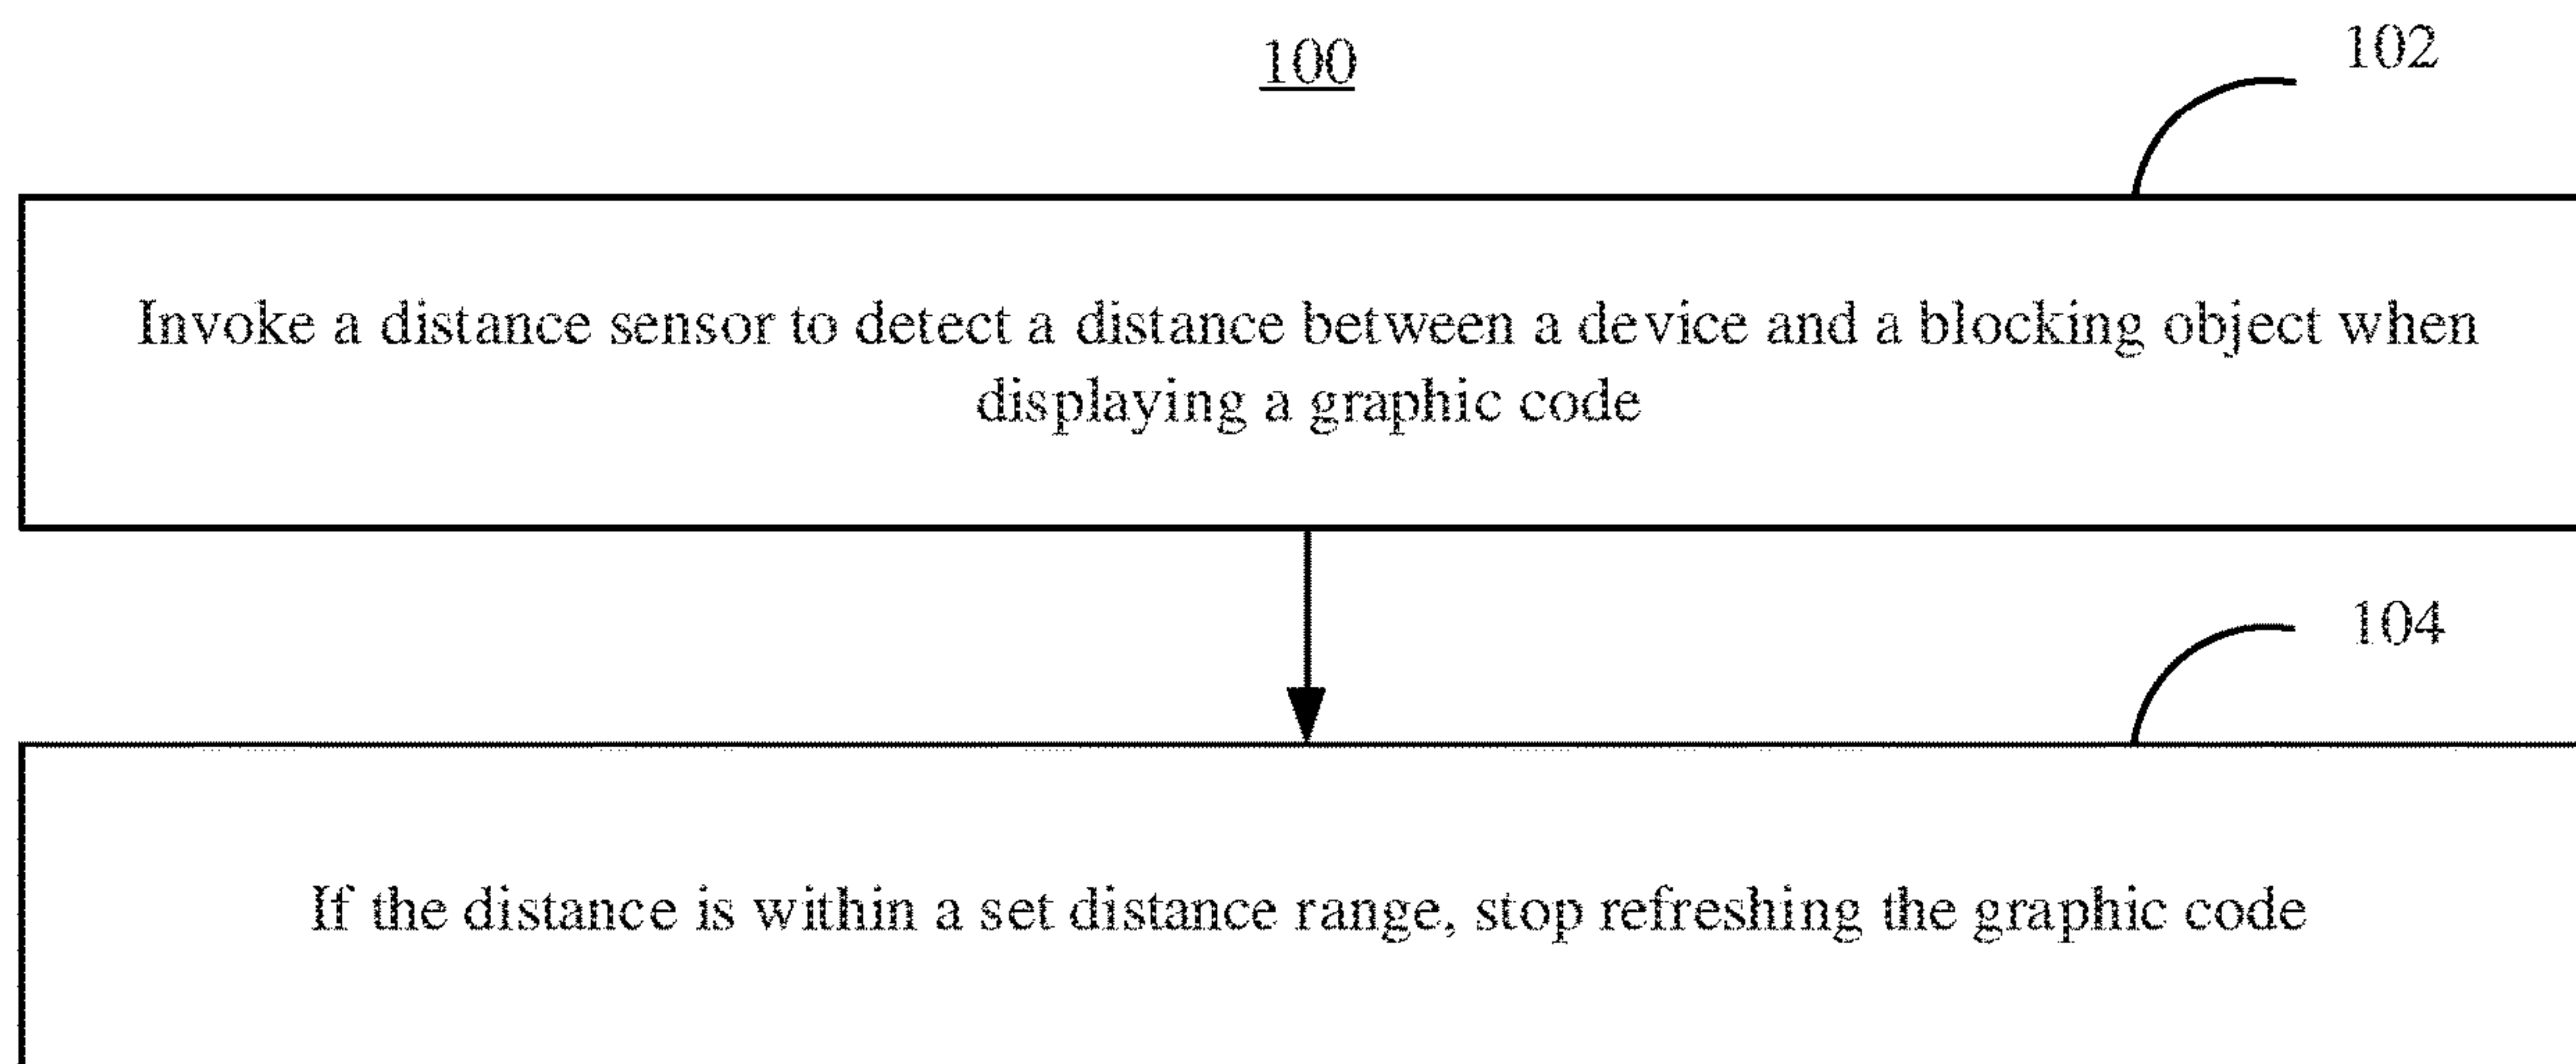 100
102
Invoke a distance sensor to detect a distance between a device and a blocking object when
displaying a graphic code
104
If the distance is within a set distance range, stop refreshing the graphic code